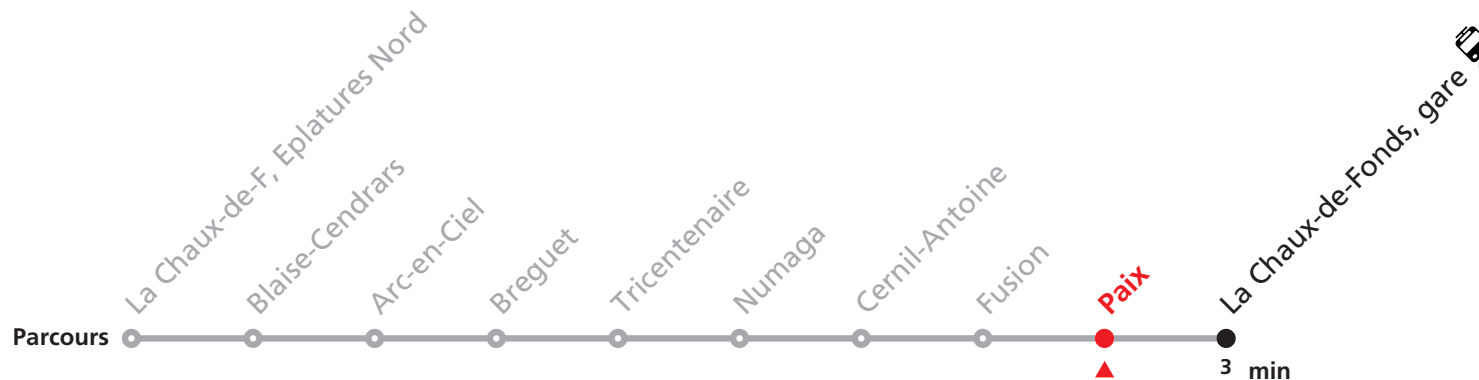 La Chaux-de-F, Eplatures Nord
Blaise-Cendrars
Arc-en-Ciel
Breguet
Tricentenaire
Numaga
Cernil-Antoine
Fusion
Paix
La Chaux-de-Fonds, gare
Parcours
3 min